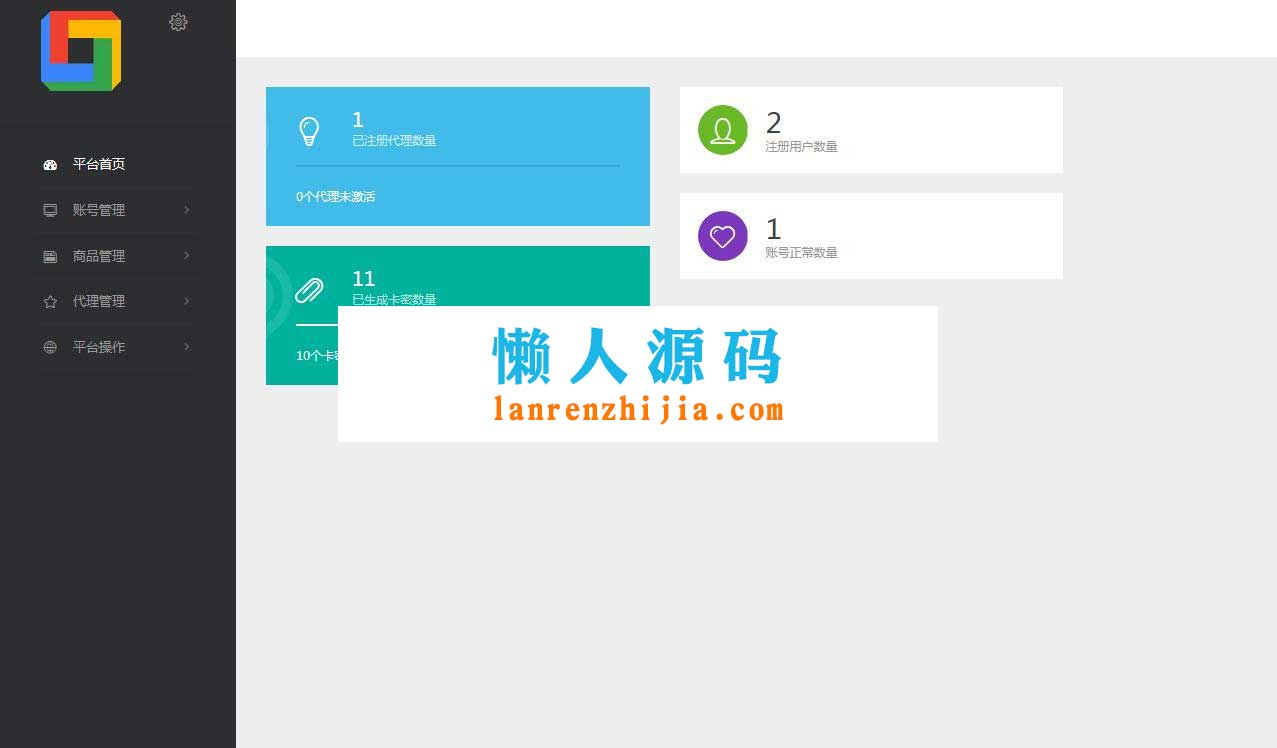 平台首页
账号管理
商品管理
代理管理
平台操作
1
已注册代理数量
0个代理未激活
2
注册用户数量
1
账号正常数量
11
已生成卡密数量
10个卡
懒人源码
lanrenzhijia.com